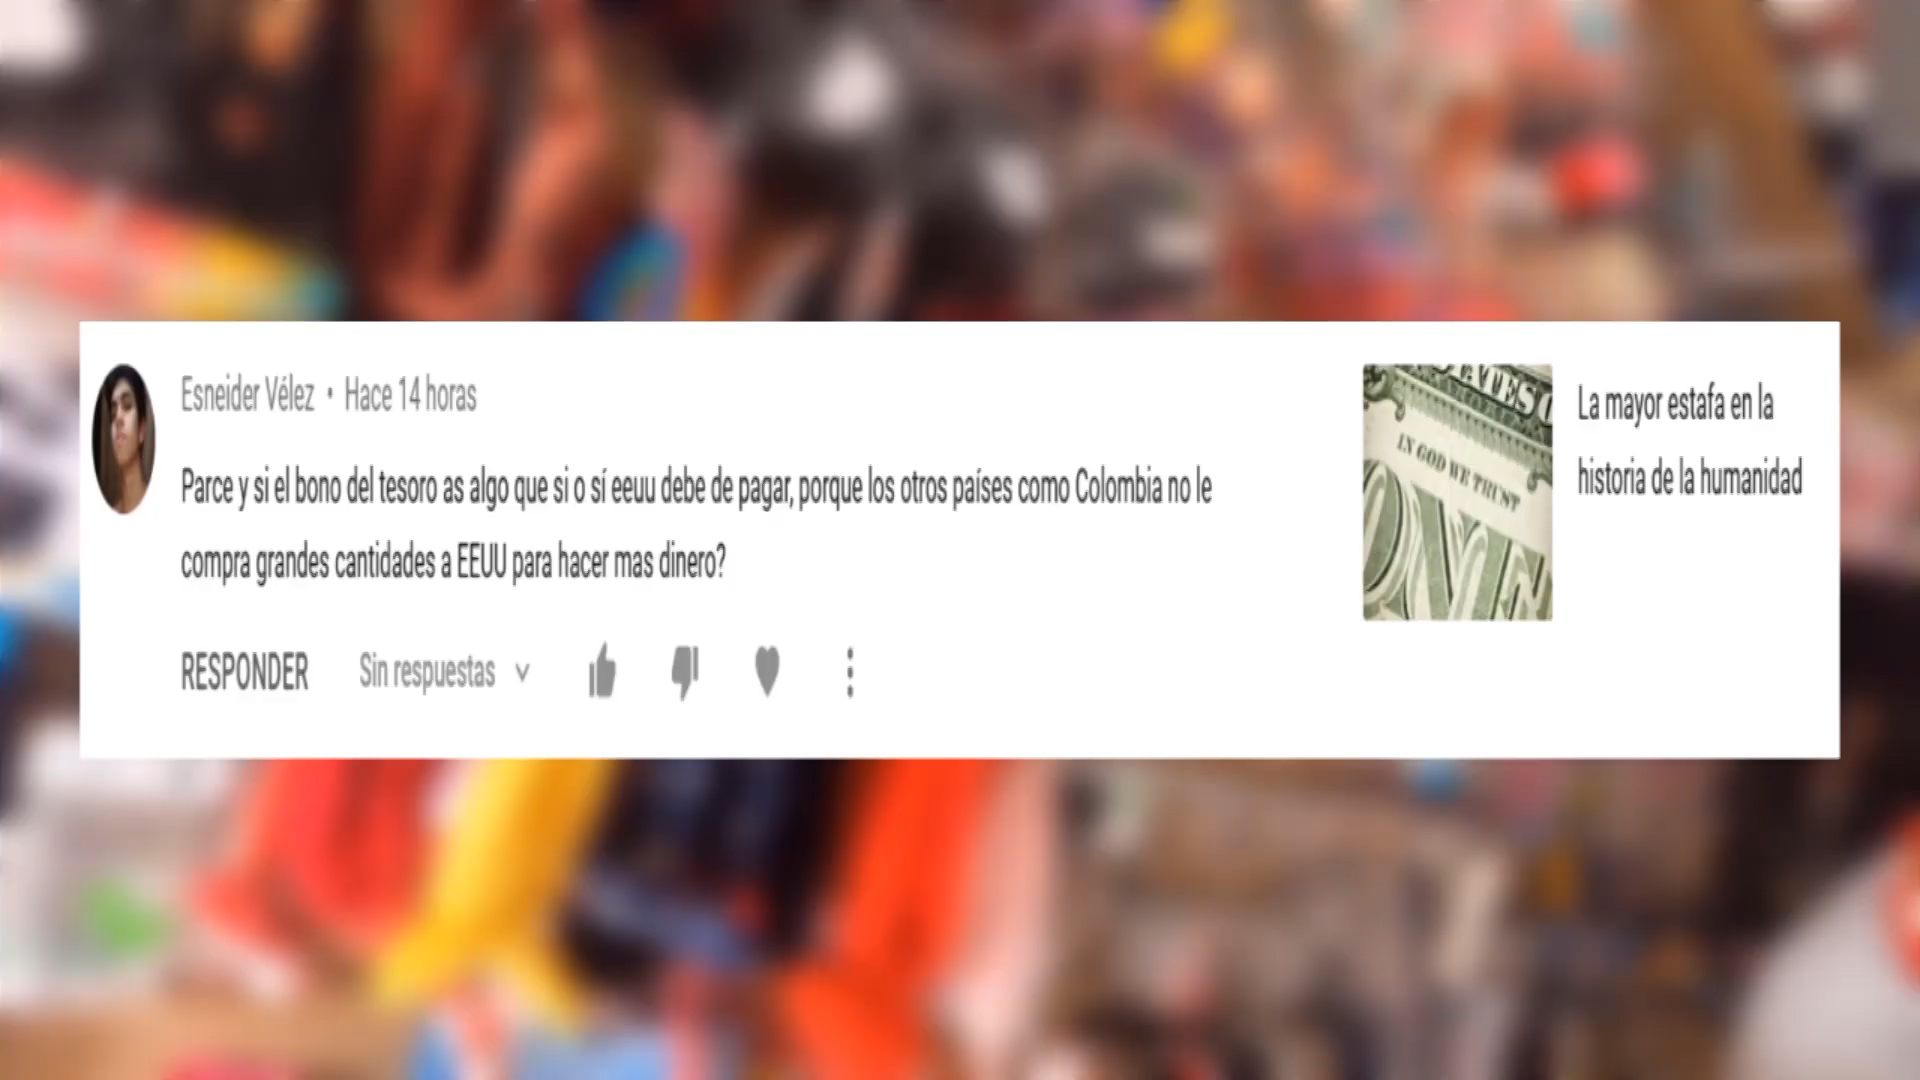 Esneider Vélez • Hace 14 horas
Parce y si el bono del tesoro as algo que si o sí eeuu debe de pagar, porque los otros países como Colombia no le
compra grandes cantidades a EEUU para hacer mas dinero?
RESPONDER Sin respuestas
IN GOD WE TRUST
ONE
La mayor estafa en la
historia de la humanidad